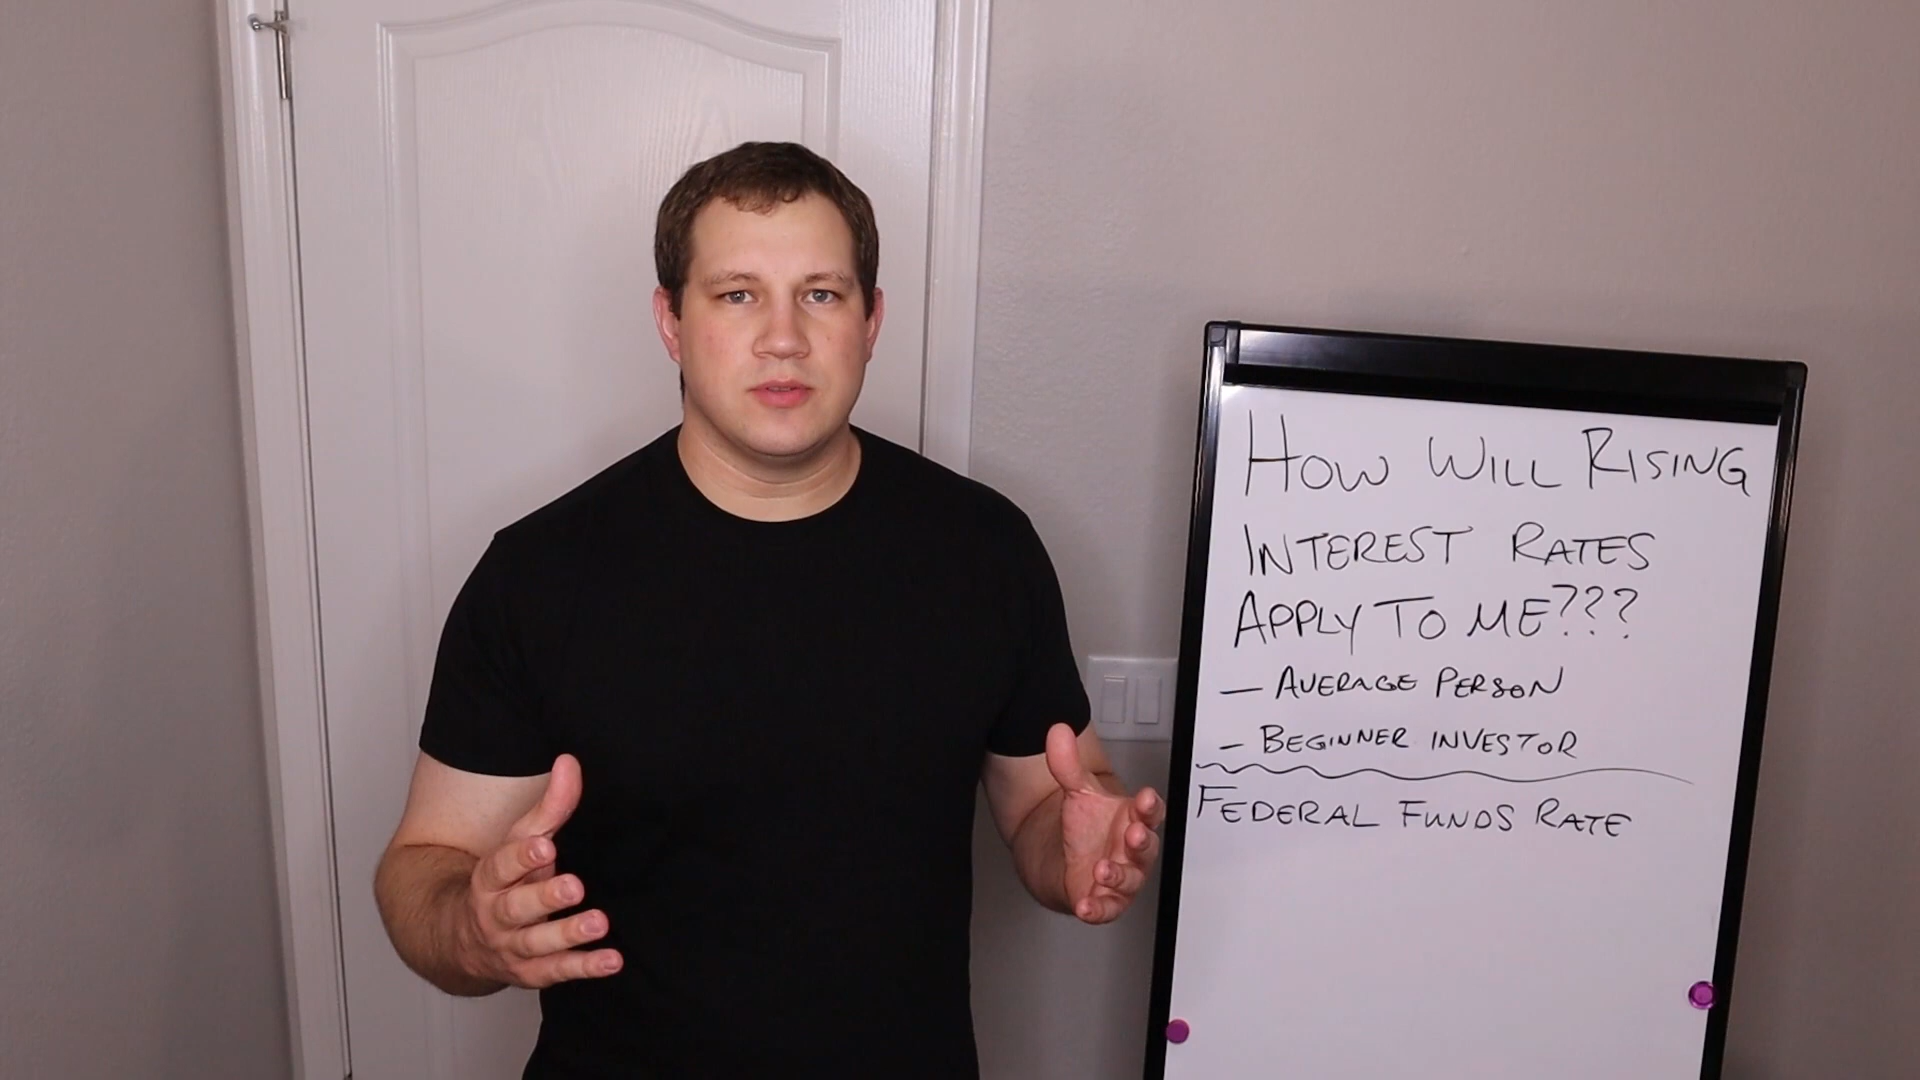 HOW WILL RISING
INTEREST RATES
APPLY TO ME???
- AVERAGE PERSON
- BEGINNER INVESTOR
FEDERAL FUNDS RATE